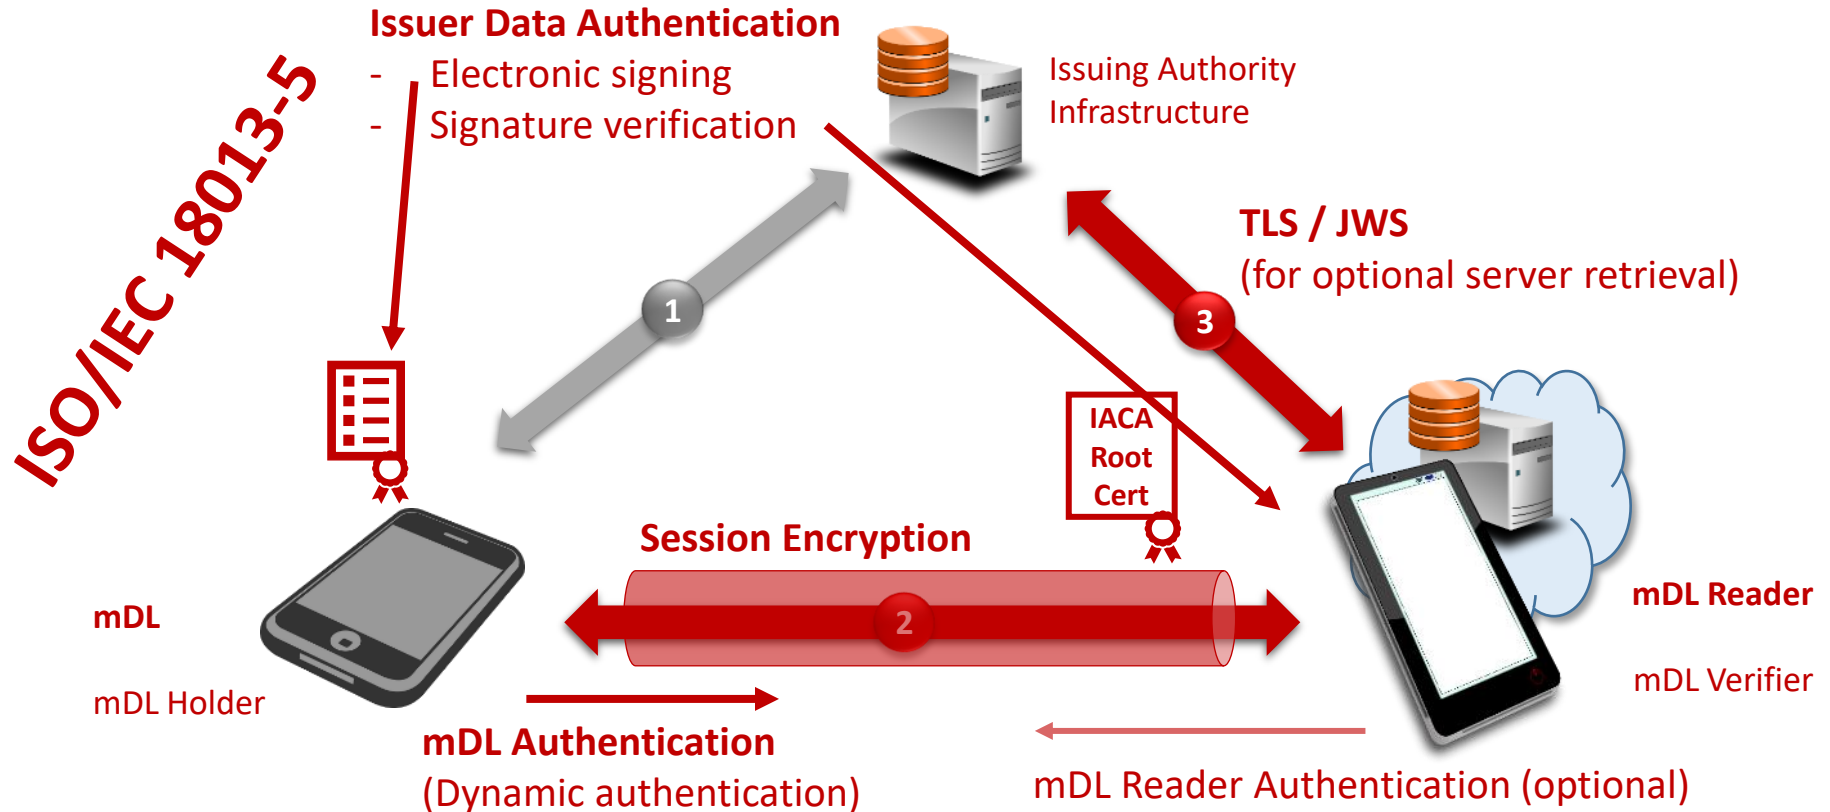 Issuer Data Authentication
- Electronic signing
- Signature verification
ISO/IEC 18013-5
Issuing Authority
Infrastructure
TLS / JWS
(for optional server retrieval)
1
3
IACA
Root
Cert
Session Encryption
2
mDL
mDL Holder
mDL Reader
mDL Verifier
mDL Authentication
(Dynamic authentication)
mDL Reader Authentication (optional)